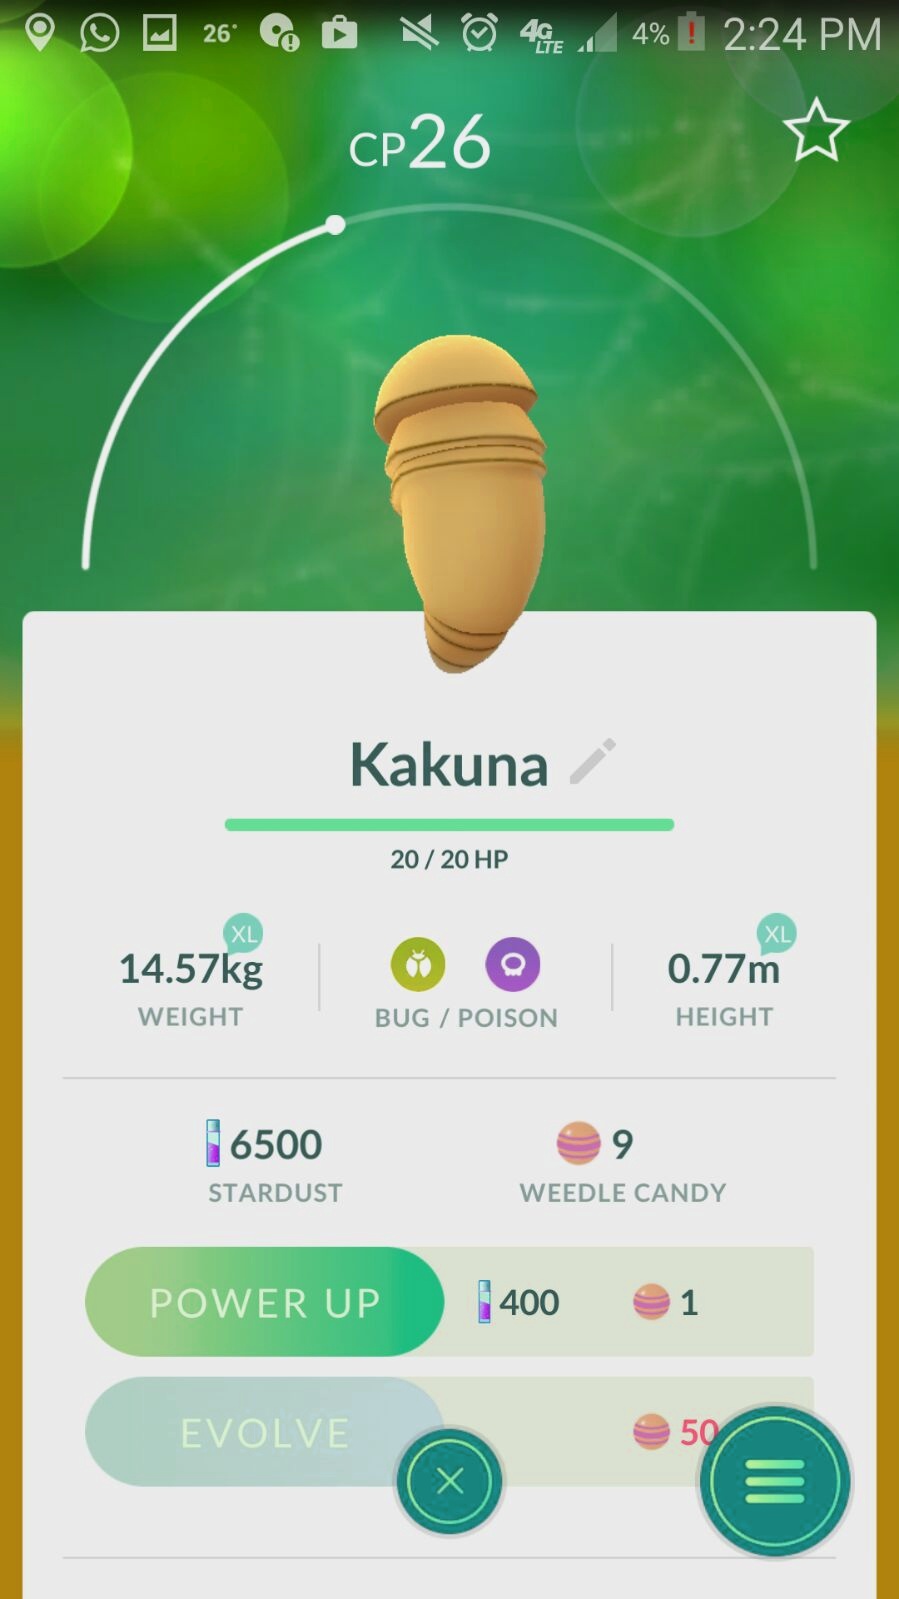 26° 4G LTE 4% ! 2:24 PM
CP26
Kakuna
20 / 20 HP
XL XL
14.57kg 0.77m
WEIGHT BUG / POISON HEIGHT
6500 9
STARDUST WEEDLE CANDY
POWER UP 400 1
EVOLVE 50